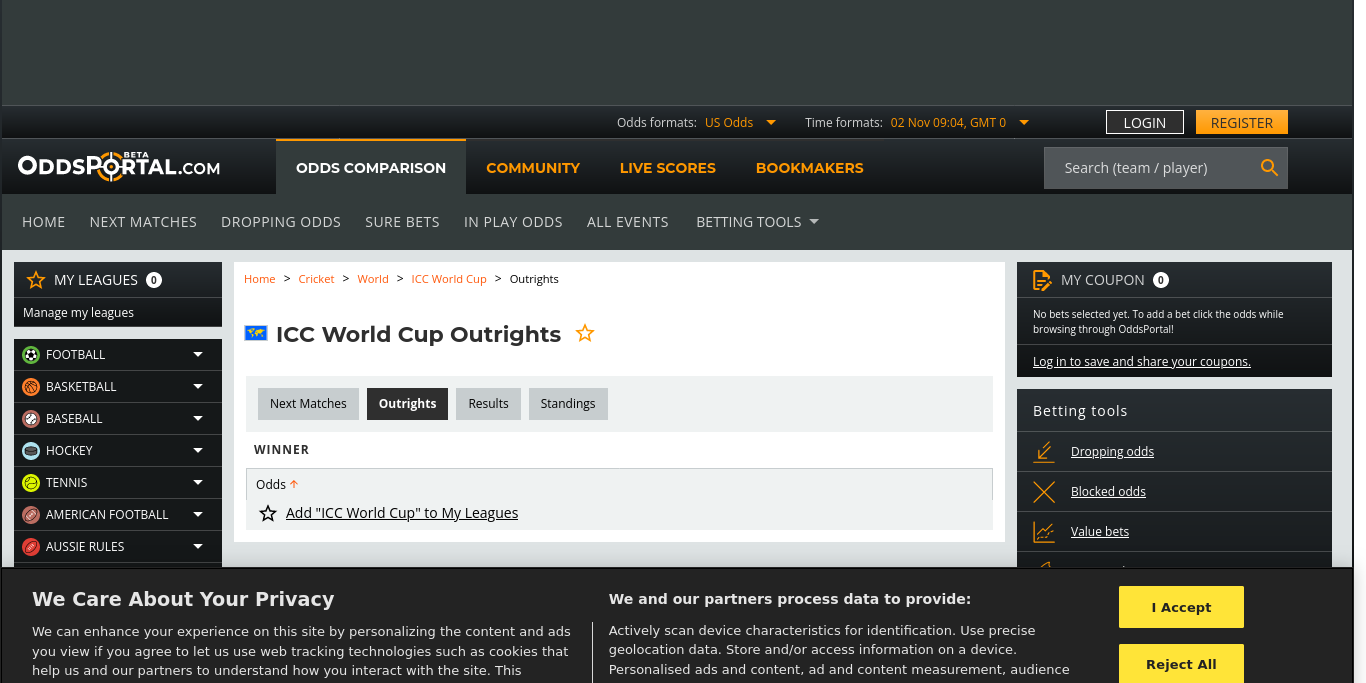 Odds formats: US Odds Time formats: 02 Nov 09:04, GMT 0 LOGIN REGISTER
ODDSPORTAL.COM BETA ODDS COMPARISON COMMUNITY LIVE SCORES BOOKMAKERS Search (team / player)
HOME NEXT MATCHES DROPPING ODDS SURE BETS IN PLAY ODDS ALL EVENTS BETTING TOOLS
MY LEAGUES 0
Manage my leagues
FOOTBALL
BASKETBALL
BASEBALL
HOCKEY
TENNIS
AMERICAN FOOTBALL
AUSSIE RULES
Home > Cricket > World > ICC World Cup > Outrights
ICC World Cup Outrights
Next Matches Outrights Results Standings
WINNER
Odds
Add "ICC World Cup" to My Leagues
MY COUPON 0
No bets selected yet. To add a bet click the odds while
browsing through OddsPortal!
Log in to save and share your coupons.
Betting tools
Dropping odds
Blocked odds
Value bets
We Care About Your Privacy
We can enhance your experience on this site by personalizing the content and ads
you view if you agree to let us use web tracking technologies such as cookies that
help us and our partners to understand how you interact with the site. This
We and our partners process data to provide:
Actively scan device characteristics for identification. Use precise
geolocation data. Store and/or access information on a device.
Personalised ads and content, ad and content measurement, audience
I Accept
Reject All